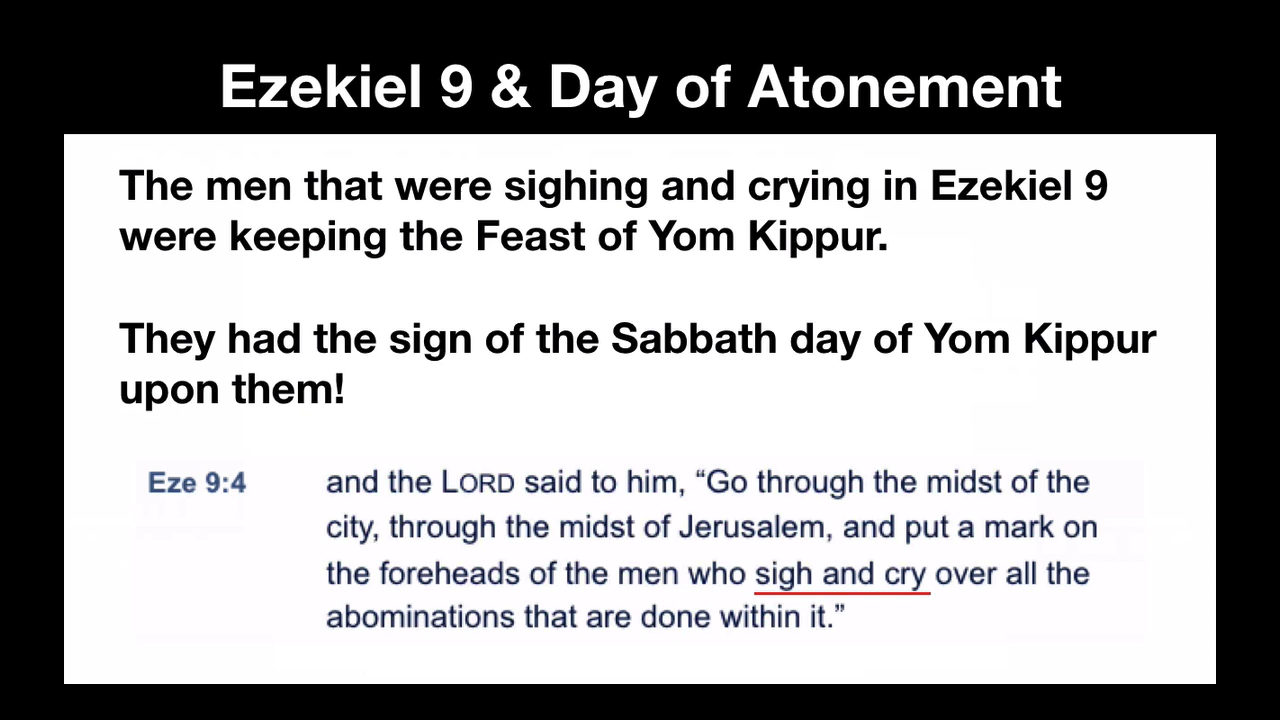 Ezekiel 9 & Day of Atonement
The men that were sighing and crying in Ezekiel 9
were keeping the Feast of Yom Kippur.
They had the sign of the Sabbath day of Yom Kippur
upon them!
Eze 9:4 and the LORD said to him, “Go through the midst of the
city, through the midst of Jerusalem, and put a mark on
the foreheads of the men who sigh and cry over all the
abominations that are done within it.”